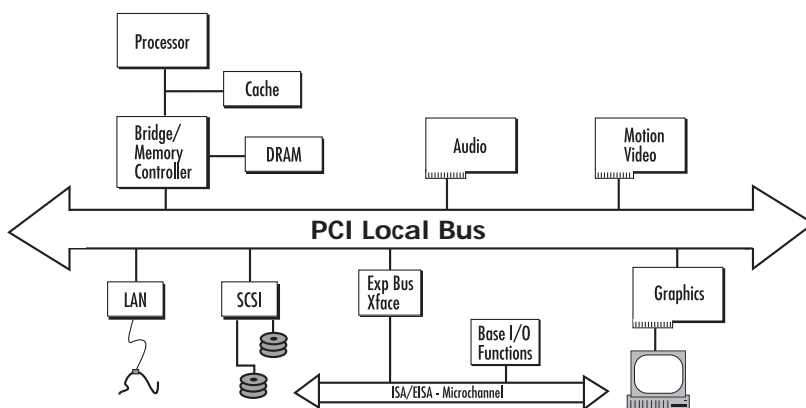 Processor
Cache
Bridge/
Memory
Controller
DRAM
Audio
Motion
Video
PCI Local Bus
LAN
SCSI
Exp Bus
Xface
Graphics
Base I/O
Functions
ISA/EISA - Microchannel